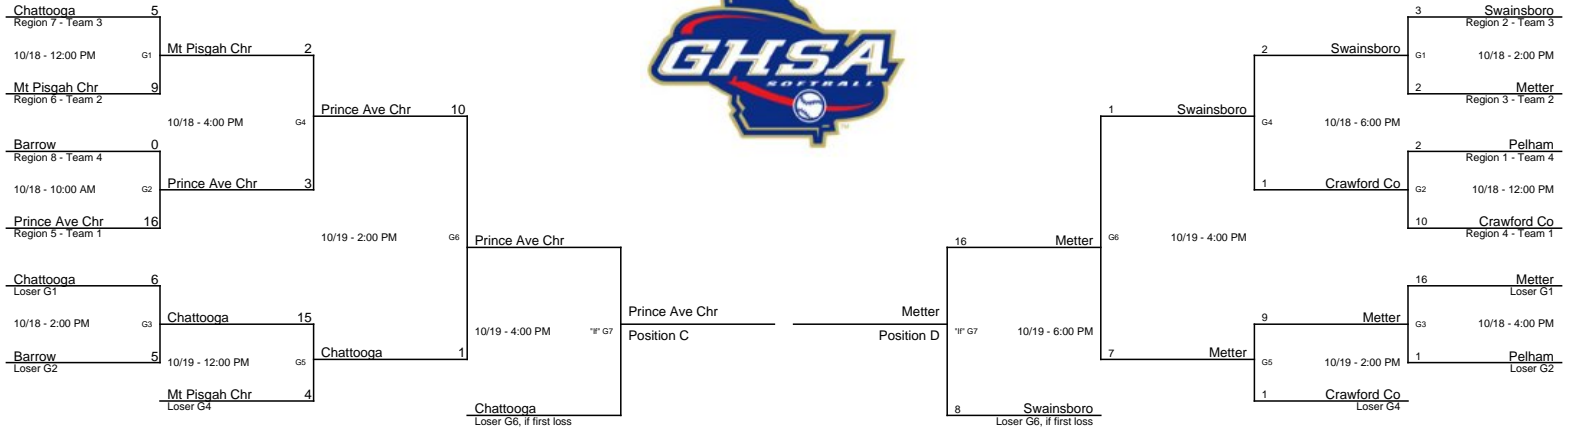 GHSA
SOFTBALL
Chattooga 5
Region 7 - Team 3
10/18 - 12:00 PM G1
Mt Pisgah Chr 2
Mt Pisgah Chr 9
Region 6 - Team 2
10/18 - 4:00 PM G4
Prince Ave Chr 10
Barrow 0
Region 8 - Team 4
10/18 - 10:00 AM G2
Prince Ave Chr 3
Prince Ave Chr 16
Region 5 - Team 1
10/19 - 2:00 PM G6
Prince Ave Chr
Chattooga 6
Loser G1
10/18 - 2:00 PM G3
Chattooga 15
Barrow 5
Loser G2
10/19 - 12:00 PM G5
Chattooga 1
Mt Pisgah Chr 4
Loser G4
10/19 - 4:00 PM "If" G7
Prince Ave Chr
Position C
Chattooga
Loser G6, if first loss
3 Swainsboro
Region 2 - Team 3
2 Swainsboro
G1 10/18 - 2:00 PM
2 Metter
Region 3 - Team 2
1 Swainsboro
G4 10/18 - 6:00 PM
2 Pelham
Region 1 - Team 4
1 Crawford Co
G2 10/18 - 12:00 PM
10 Crawford Co
Region 4 - Team 1
16 Metter
G6 10/19 - 4:00 PM
16 Metter
Loser G1
9 Metter
G3 10/18 - 4:00 PM
1 Pelham
Loser G2
7 Metter
G5 10/19 - 2:00 PM
1 Crawford Co
Loser G4
Metter
Position D
"If" G7 10/19 - 6:00 PM
8 Swainsboro
Loser G6, if first loss